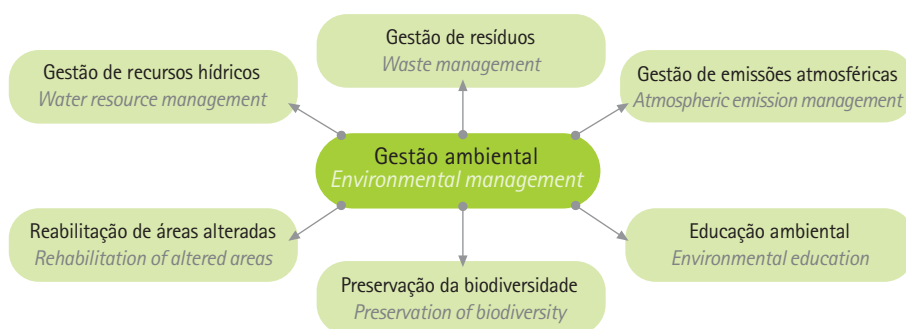 Gestão de resíduos
Waste management
Gestão de recursos hídricos
Water resource management
Gestão de emissões atmosféricas
Atmospheric emission management
Gestão ambiental
Environmental management
Reabilitação de áreas alteradas
Rehabilitation of altered areas
Educação ambiental
Environmental education
Preservação da biodiversidade
Preservation of biodiversity